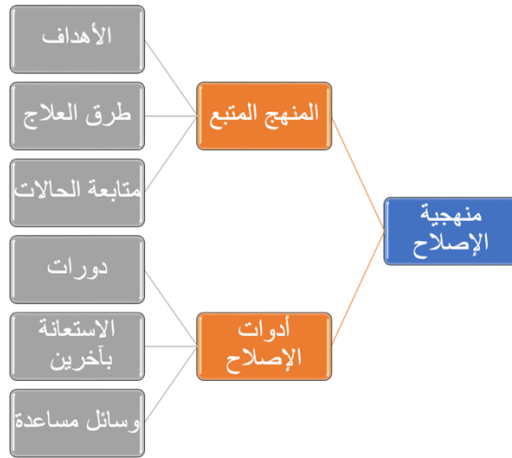 منهجية
الإصلاح
المنهج المتبع
الأهداف
طرق العلاج
متابعة الحالات
أدوات
الإصلاح
دورات
الاستعانة
بآخرين
وسائل مساعدة